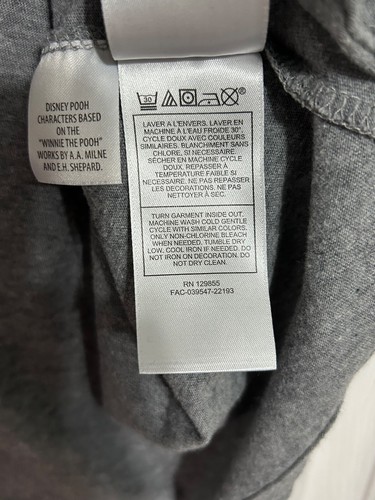 DISNEY POOH
CHARACTERS BASED
ON THE
"WINNIE THE POOH"
WORKS BY A.A. MILNE
AND E.H. SHEPARD.
30
®
LAVER A L'ENVERS. LAVER EN
MACHINE À L'EAU FROIDE 30°,
CYCLE DOUX AVEC COULEURS
SIMILAIRES. BLANCHIMENT SANS
CHLORE, SI NÉCESSAIRE.
SÉCHER EN MACHINE CYCLE
DOUX. REPASSER À
TEMPÉRATURE FAIBLE SI
NÉCESSAIRE. NE PAS REPASSER
LES DECORATIONS. NE PAS
NETTOYER À SEC.
TURN GARMENT INSIDE OUT.
MACHINE WASH COLD GENTLE
CYCLE WITH SIMILAR COLORS.
ONLY NON-CHLORINE BLEACH
WHEN NEEDED. TUMBLE DRY
LOW. COOL IRON IF NEEDED. DO
NOT IRON ON DECORATION. DO
NOT DRY CLEAN.
RN 129855
FAC-039547-22193